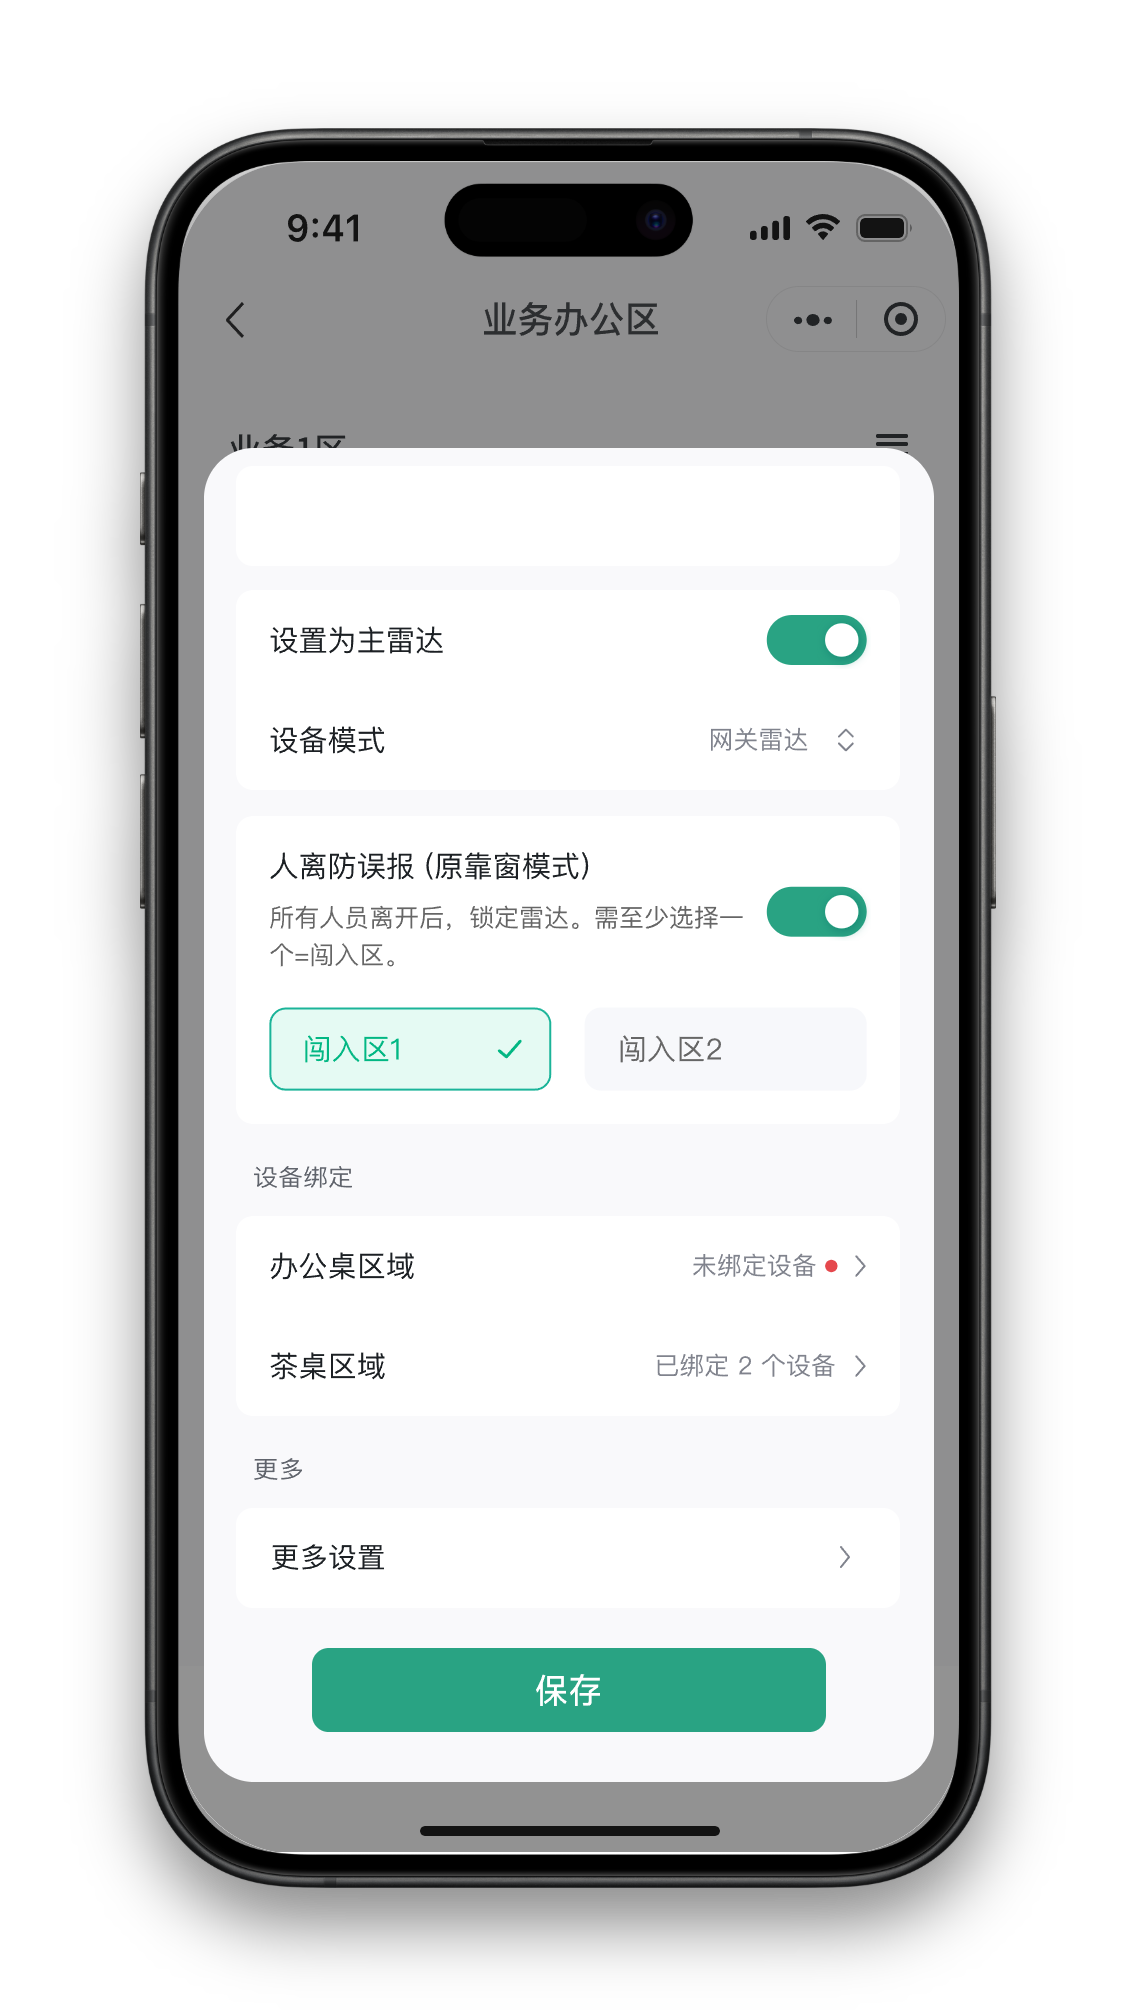 9:41
业务办公区
业务1区
设置为主雷达
设备模式
网关雷达
人离防误报（原靠窗模式）
所有人员离开后，锁定雷达。需至少选择一
个=闯入区。
闯入区1
闯入区2
设备绑定
办公桌区域
未绑定设备
茶桌区域
已绑定 2 个设备
更多
更多设置
保存